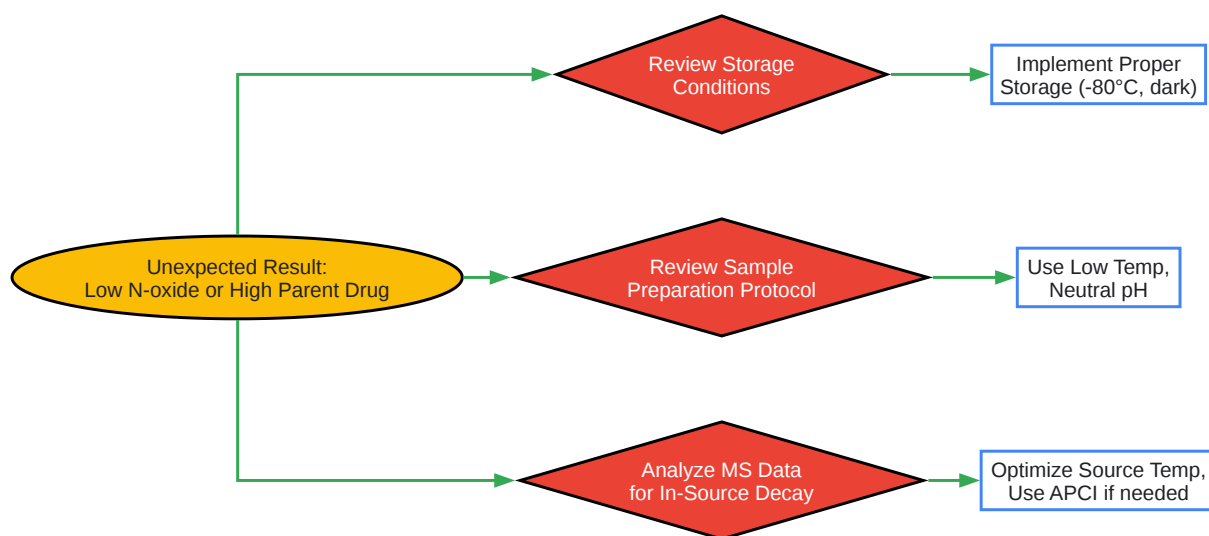 Review Storage
Conditions
Implement Proper
Storage (-80°C, dark)
Unexpected Result:
Low N-oxide or High Parent Drug
Review Sample
Preparation Protocol
Use Low Temp,
Neutral pH
Analyze MS Data
for In-Source Decay
Optimize Source Temp,
Use APCI if needed